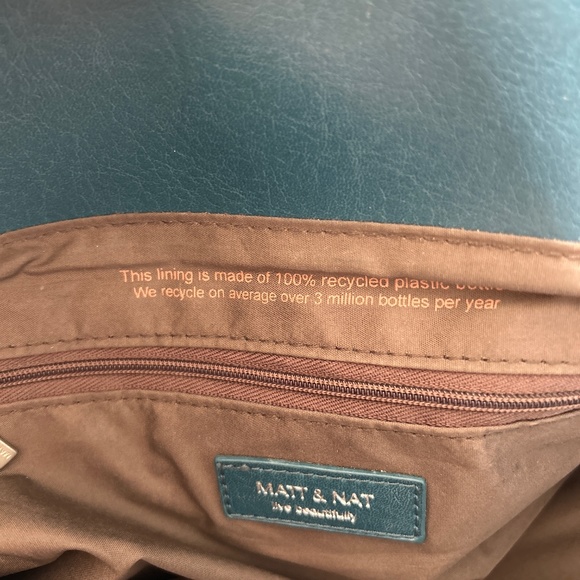 This lining is made of 100% recycled plastic bottle
We recycle on average over 3 million bottles per year
MATT & NAT
live beautifully